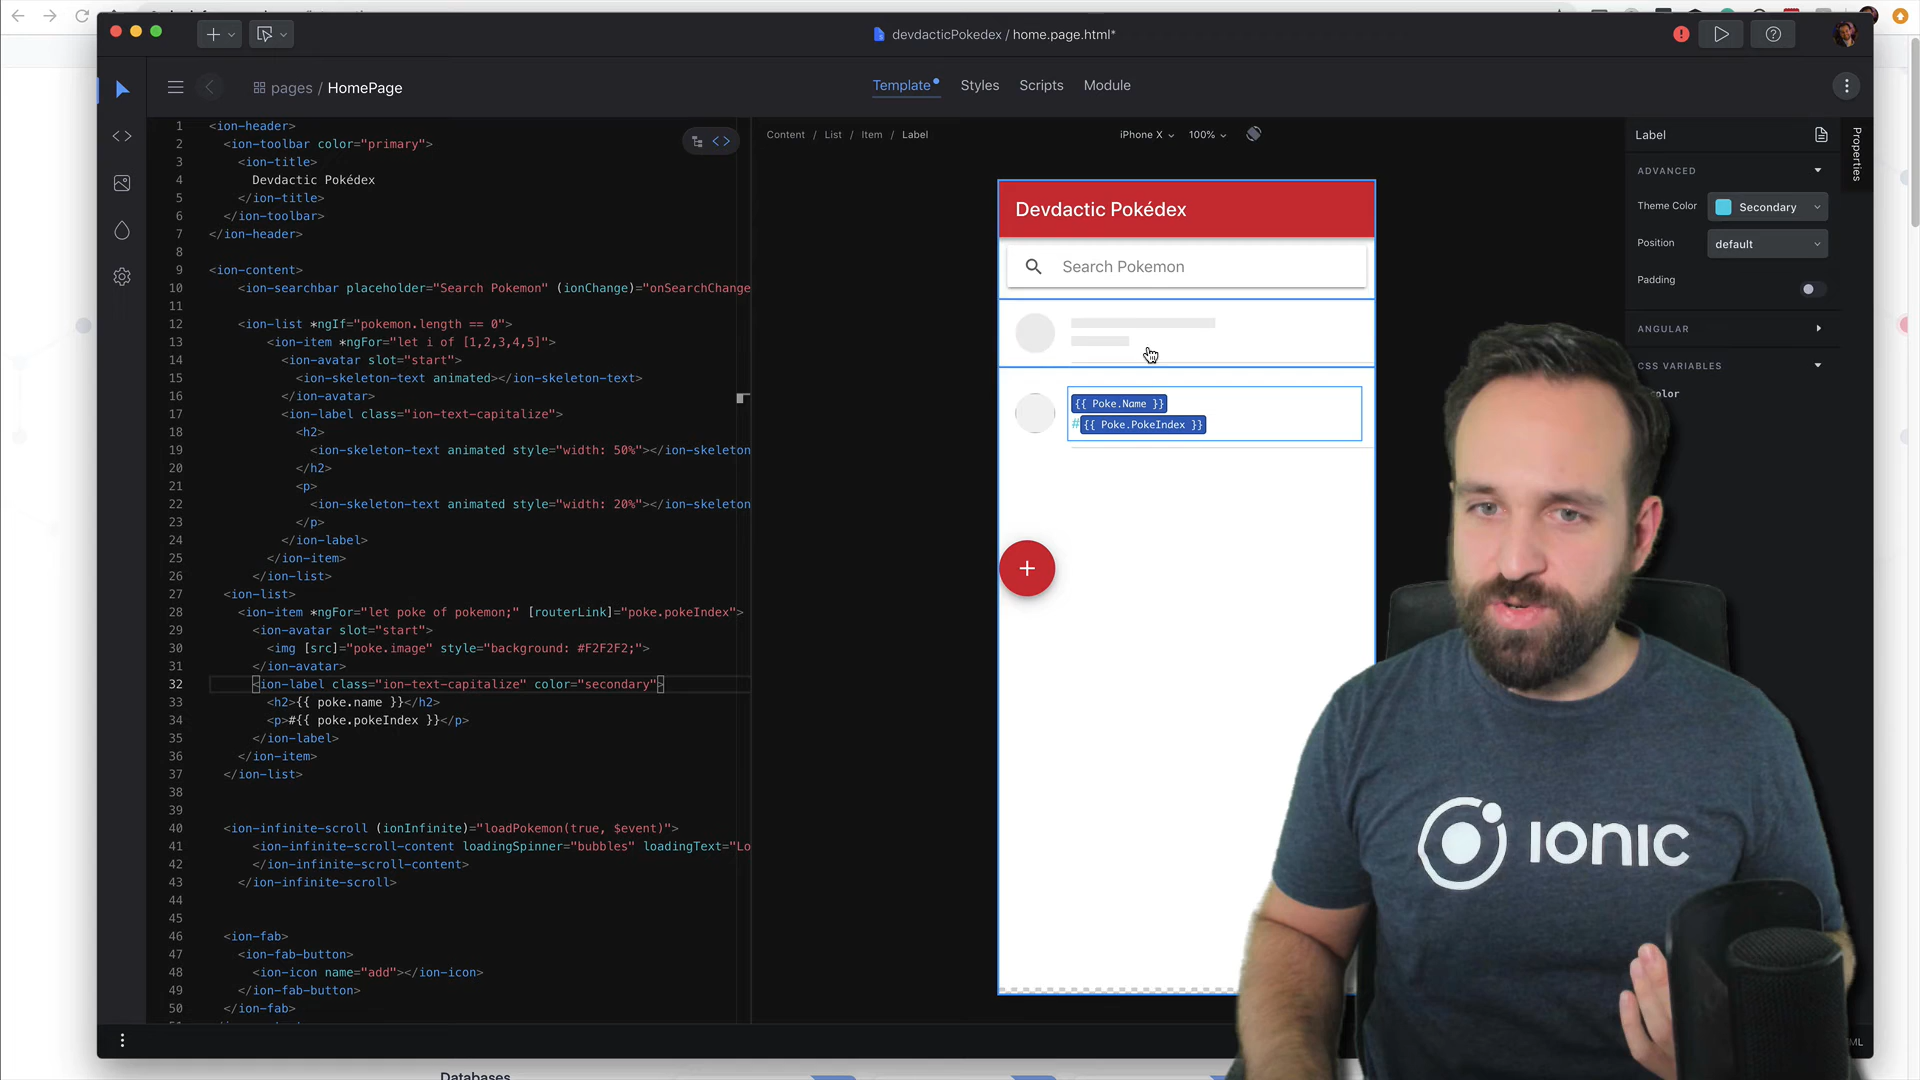 devdacticPokedex / home.page.html*
pages / HomePage
Template
Styles
Scripts
Module
1 <ion-header>
2 <ion-toolbar color="primary">
3 <ion-title>
4 Devdactic Pokédex
5 </ion-title>
6 </ion-toolbar>
7 </ion-header>
8
9 <ion-content>
10 <ion-searchbar placeholder="Search Pokemon" (ionChange)="onSearchChange
11
12 <ion-list *ngIf="pokemon.length == 0">
13 <ion-item *ngFor="let i of [1,2,3,4,5]">
14 <ion-avatar slot="start">
15 <ion-skeleton-text animated></ion-skeleton-text>
16 </ion-avatar>
17 <ion-label class="ion-text-capitalize">
18 <h2>
19 <ion-skeleton-text animated style="width: 50%"></ion-skeleton
20 </h2>
21 <p>
22 <ion-skeleton-text animated style="width: 20%"></ion-skeleton
23 </p>
24 </ion-label>
25 </ion-item>
26 </ion-list>
27 <ion-list>
28 <ion-item *ngFor="let poke of pokemon;" [routerLink]="poke.pokeIndex">
29 <ion-avatar slot="start">
30 <img [src]="poke.image" style="background: #F2F2F2;">
31 </ion-avatar>
32 <ion-label class="ion-text-capitalize" color="secondary">
33 <h2>{{ poke.name }}</h2>
34 <p>#{{ poke.pokeIndex }}</p>
35 </ion-label>
36 </ion-item>
37 </ion-list>
38
39
40 <ion-infinite-scroll (ionInfinite)="loadPokemon(true, $event)">
41 <ion-infinite-scroll-content loadingSpinner="bubbles" loadingText="Lo
42 </ion-infinite-scroll-content>
43 </ion-infinite-scroll>
44
45
46 <ion-fab>
47 <ion-fab-button>
48 <ion-icon name="add"></ion-icon>
49 </ion-fab-button>
50 </ion-fab>
Content / List / Item / Label
iPhone X
100%
Devdactic Pokédex
Search Pokemon
{{ Poke.Name }}
#{{ Poke.PokeIndex }}
Label
Properties
ADVANCED
Theme Color
Secondary
Position
default
Padding
ANGULAR
CSS VARIABLES
color
IONIC
Databases